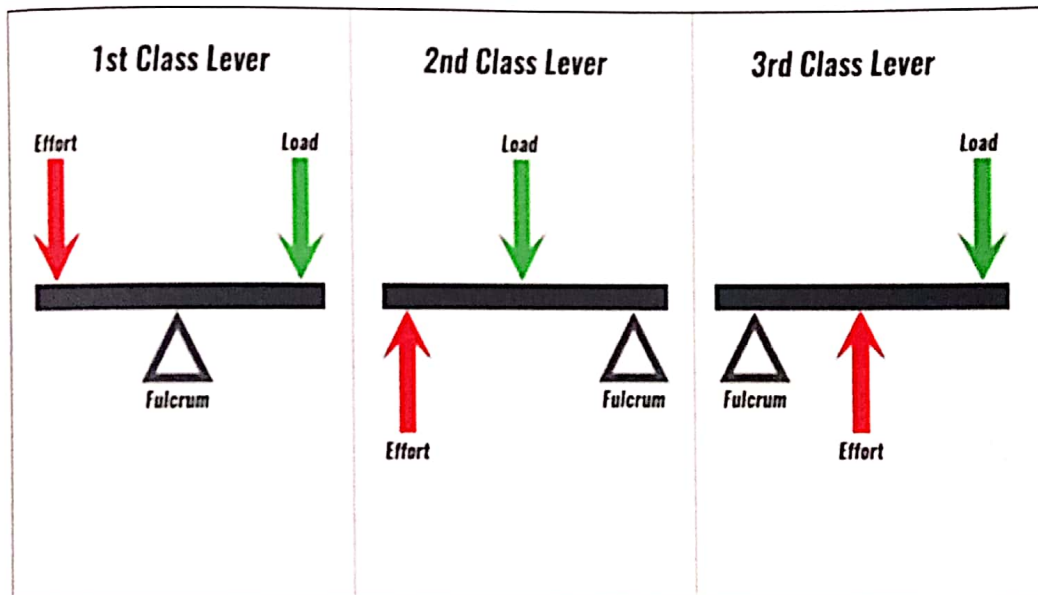 1st Class Lever
Effort
Load
Fulcrum
2nd Class Lever
Load
Fulcrum
Effort
3rd Class Lever
Load
Fulcrum
Effort